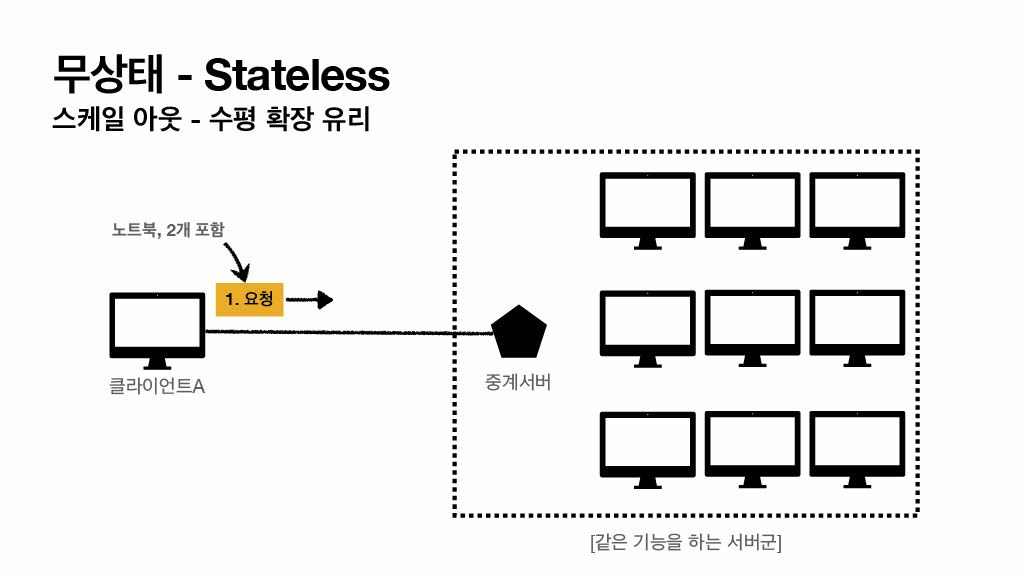 무상태 - Stateless
스케일 아웃 - 수평 확장 유리
노트북, 2개 포함
1. 요청
클라이언트A
중계서버
[같은 기능을 하는 서버군]